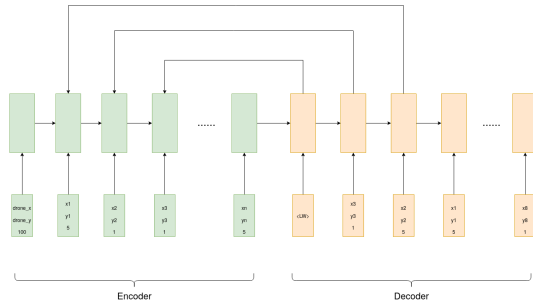 ......
......
drone_x
drone_y
100
x1
y1
5
x2
y2
1
x3
y3
1
xn
yn
5
x3
y3
1
x2
y2
5
x1
y1
5
x6
y6
1
Encoder
Decoder